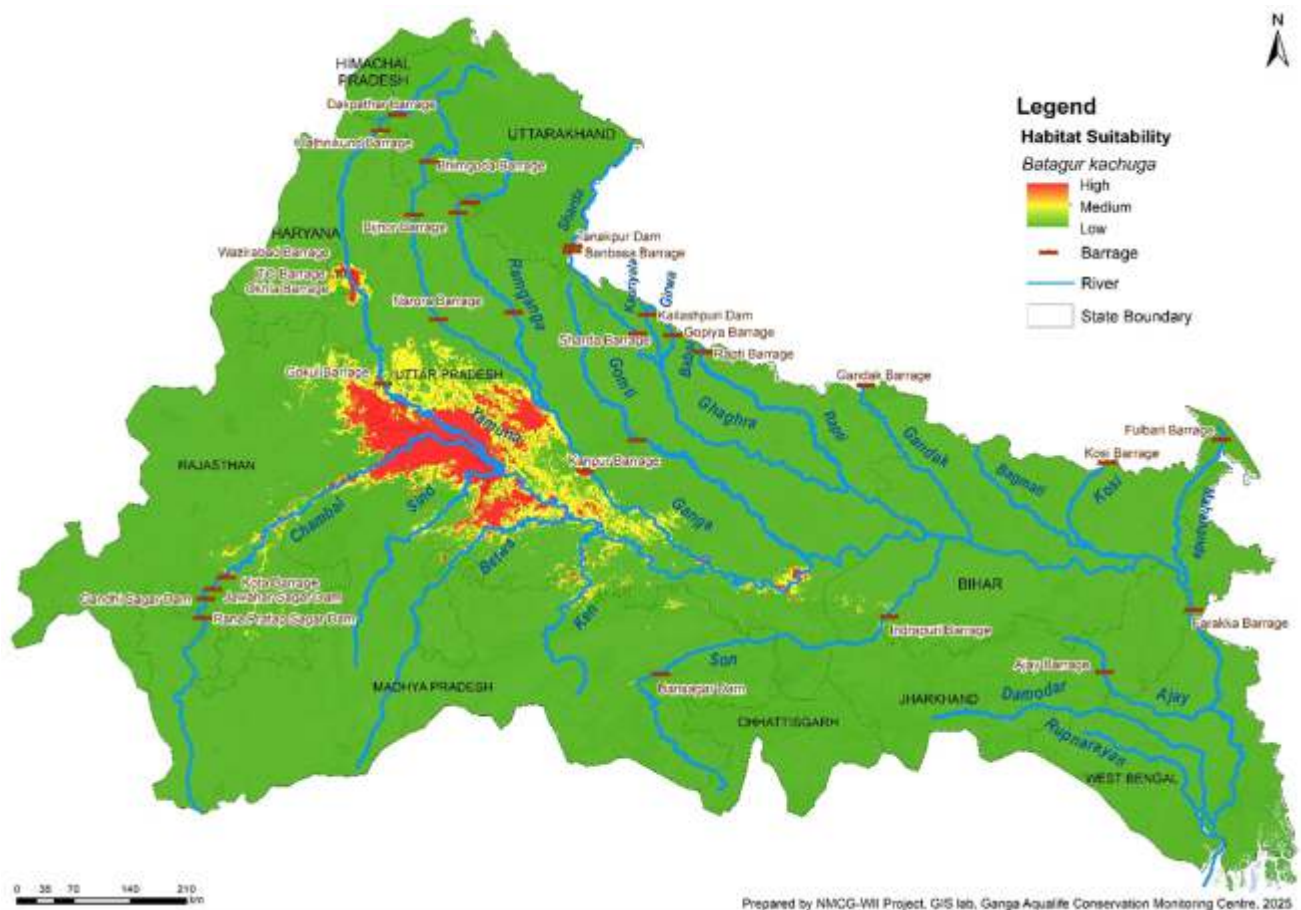 N
HIMACHAL
PRADESH
Dakpathar Barrage
Hathnikund Barrage
UTTARAKHAND
Bhimgoda Barrage
Bijnor Barrage
HARYANA
Wazirabad Barrage
ITO Barrage
Okhla Barrage
Narora Barrage
Ramganga
Sharda
Tanakpur Dam
Banbasa Barrage
Kauriyala
Girwa
Kailashpuri Dam
Sharda Barrage
Gopiya Barrage
Babai
Rapti Barrage
Gokul Barrage
UTTAR PRADESH
Gomti
Ghaghra
Rapti
Gandak Barrage
Gandak
Bagmati
Kosi Barrage
Kosi
Fulbari Barrage
Mahananda
Yamuna
RAJASTHAN
Kanpur Barrage
Chambal
Sind
Betwa
Ken
Ganga
BIHAR
Kota Barrage
Jawahar Sagar Dam
Gandhi Sagar Dam
Rana Pratap Sagar Dam
Indrapuri Barrage
Farakka Barrage
MADHYA PRADESH
Son
Bansagar Dam
Ajay Barrage
Ajay
JHARKHAND
Damodar
CHHATTISGARH
Rupnarayan
WEST BENGAL
Legend
Habitat Suitability
Batagur kachuga
High
Medium
Low
Barrage
River
State Boundary
0 35 70 140 210
km
Prepared by NMCG-WII Project, GIS lab, Ganga Aqualife Conservation Monitoring Centre, 2025